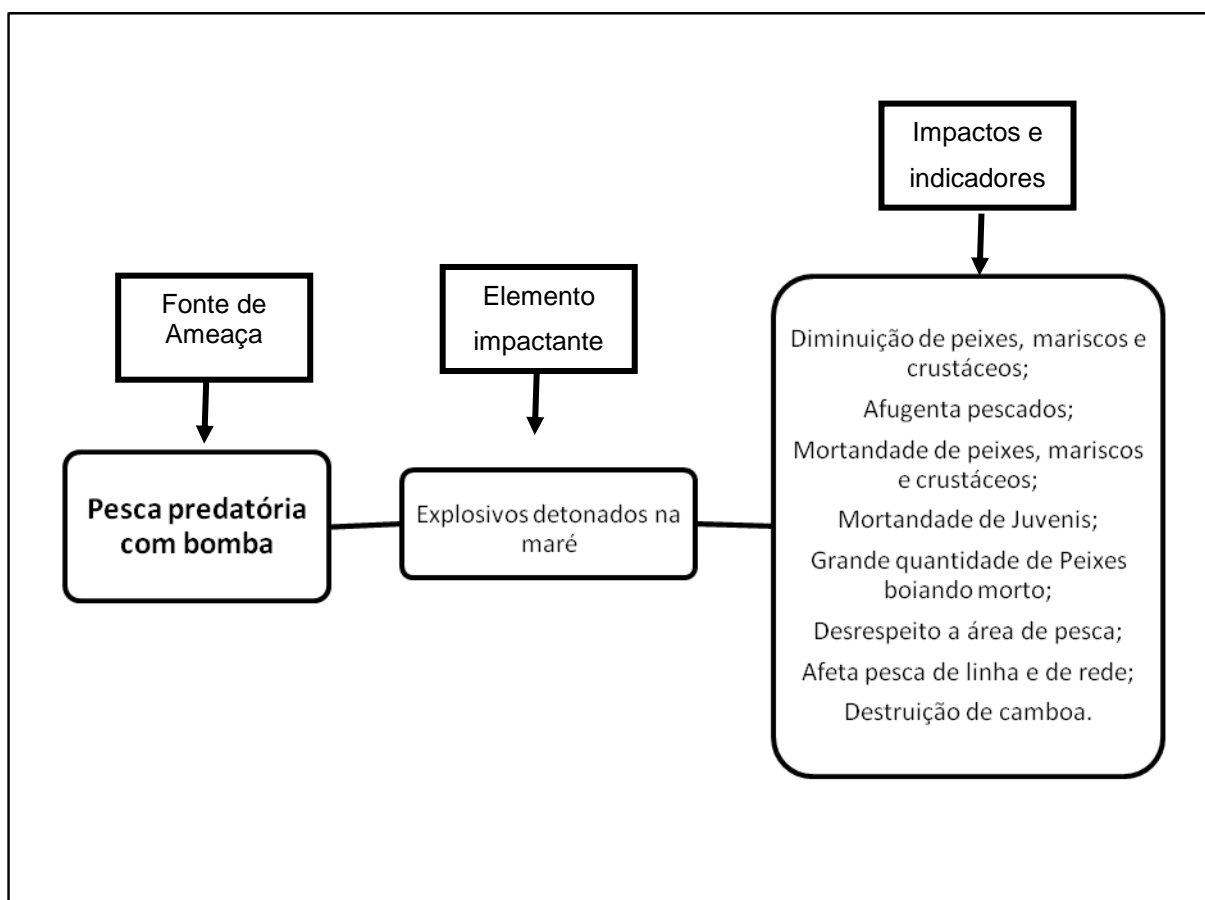 Impactos e
indicadores
Fonte de
Ameaça
Elemento
impactante
Pesca predatória
com bomba
Explosivos detonados na
maré
Diminuição de peixes, mariscos e
crustáceos;
Afugenta pescados;
Mortandade de peixes, mariscos
e crustáceos;
Mortandade de Juvenis;
Grande quantidade de Peixes
boiando morto;
Desrespeito a área de pesca;
Afeta pesca de linha e de rede;
Destruição de camboa.